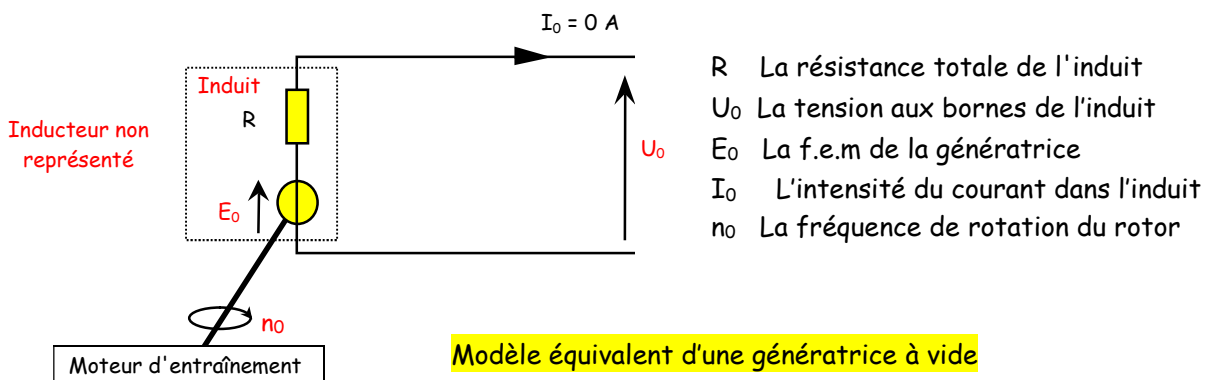 I₀ = 0 A
Induit
R
Inducteur non
représenté
E₀
U₀
n₀
Moteur d'entraînement
R La résistance totale de l'induit
U₀ La tension aux bornes de l'induit
E₀ La f.e.m de la génératrice
I₀ L'intensité du courant dans l'induit
n₀ La fréquence de rotation du rotor
Modèle équivalent d'une génératrice à vide